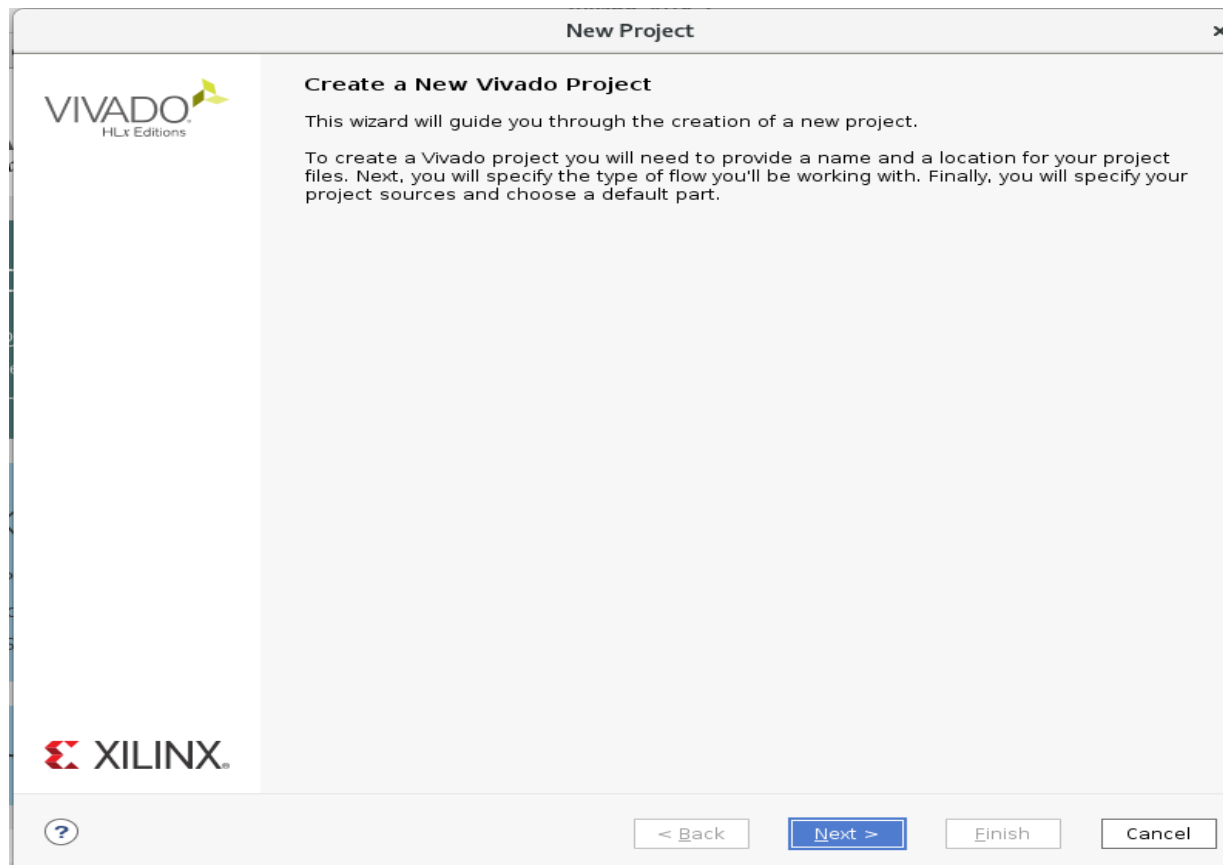 New Project
×
VIVADO
HLx Editions
Create a New Vivado Project
This wizard will guide you through the creation of a new project.
To create a Vivado project you will need to provide a name and a location for your project
files. Next, you will specify the type of flow you'll be working with. Finally, you will specify your
project sources and choose a default part.
XILINX
?
< Back
Next >
Finish
Cancel